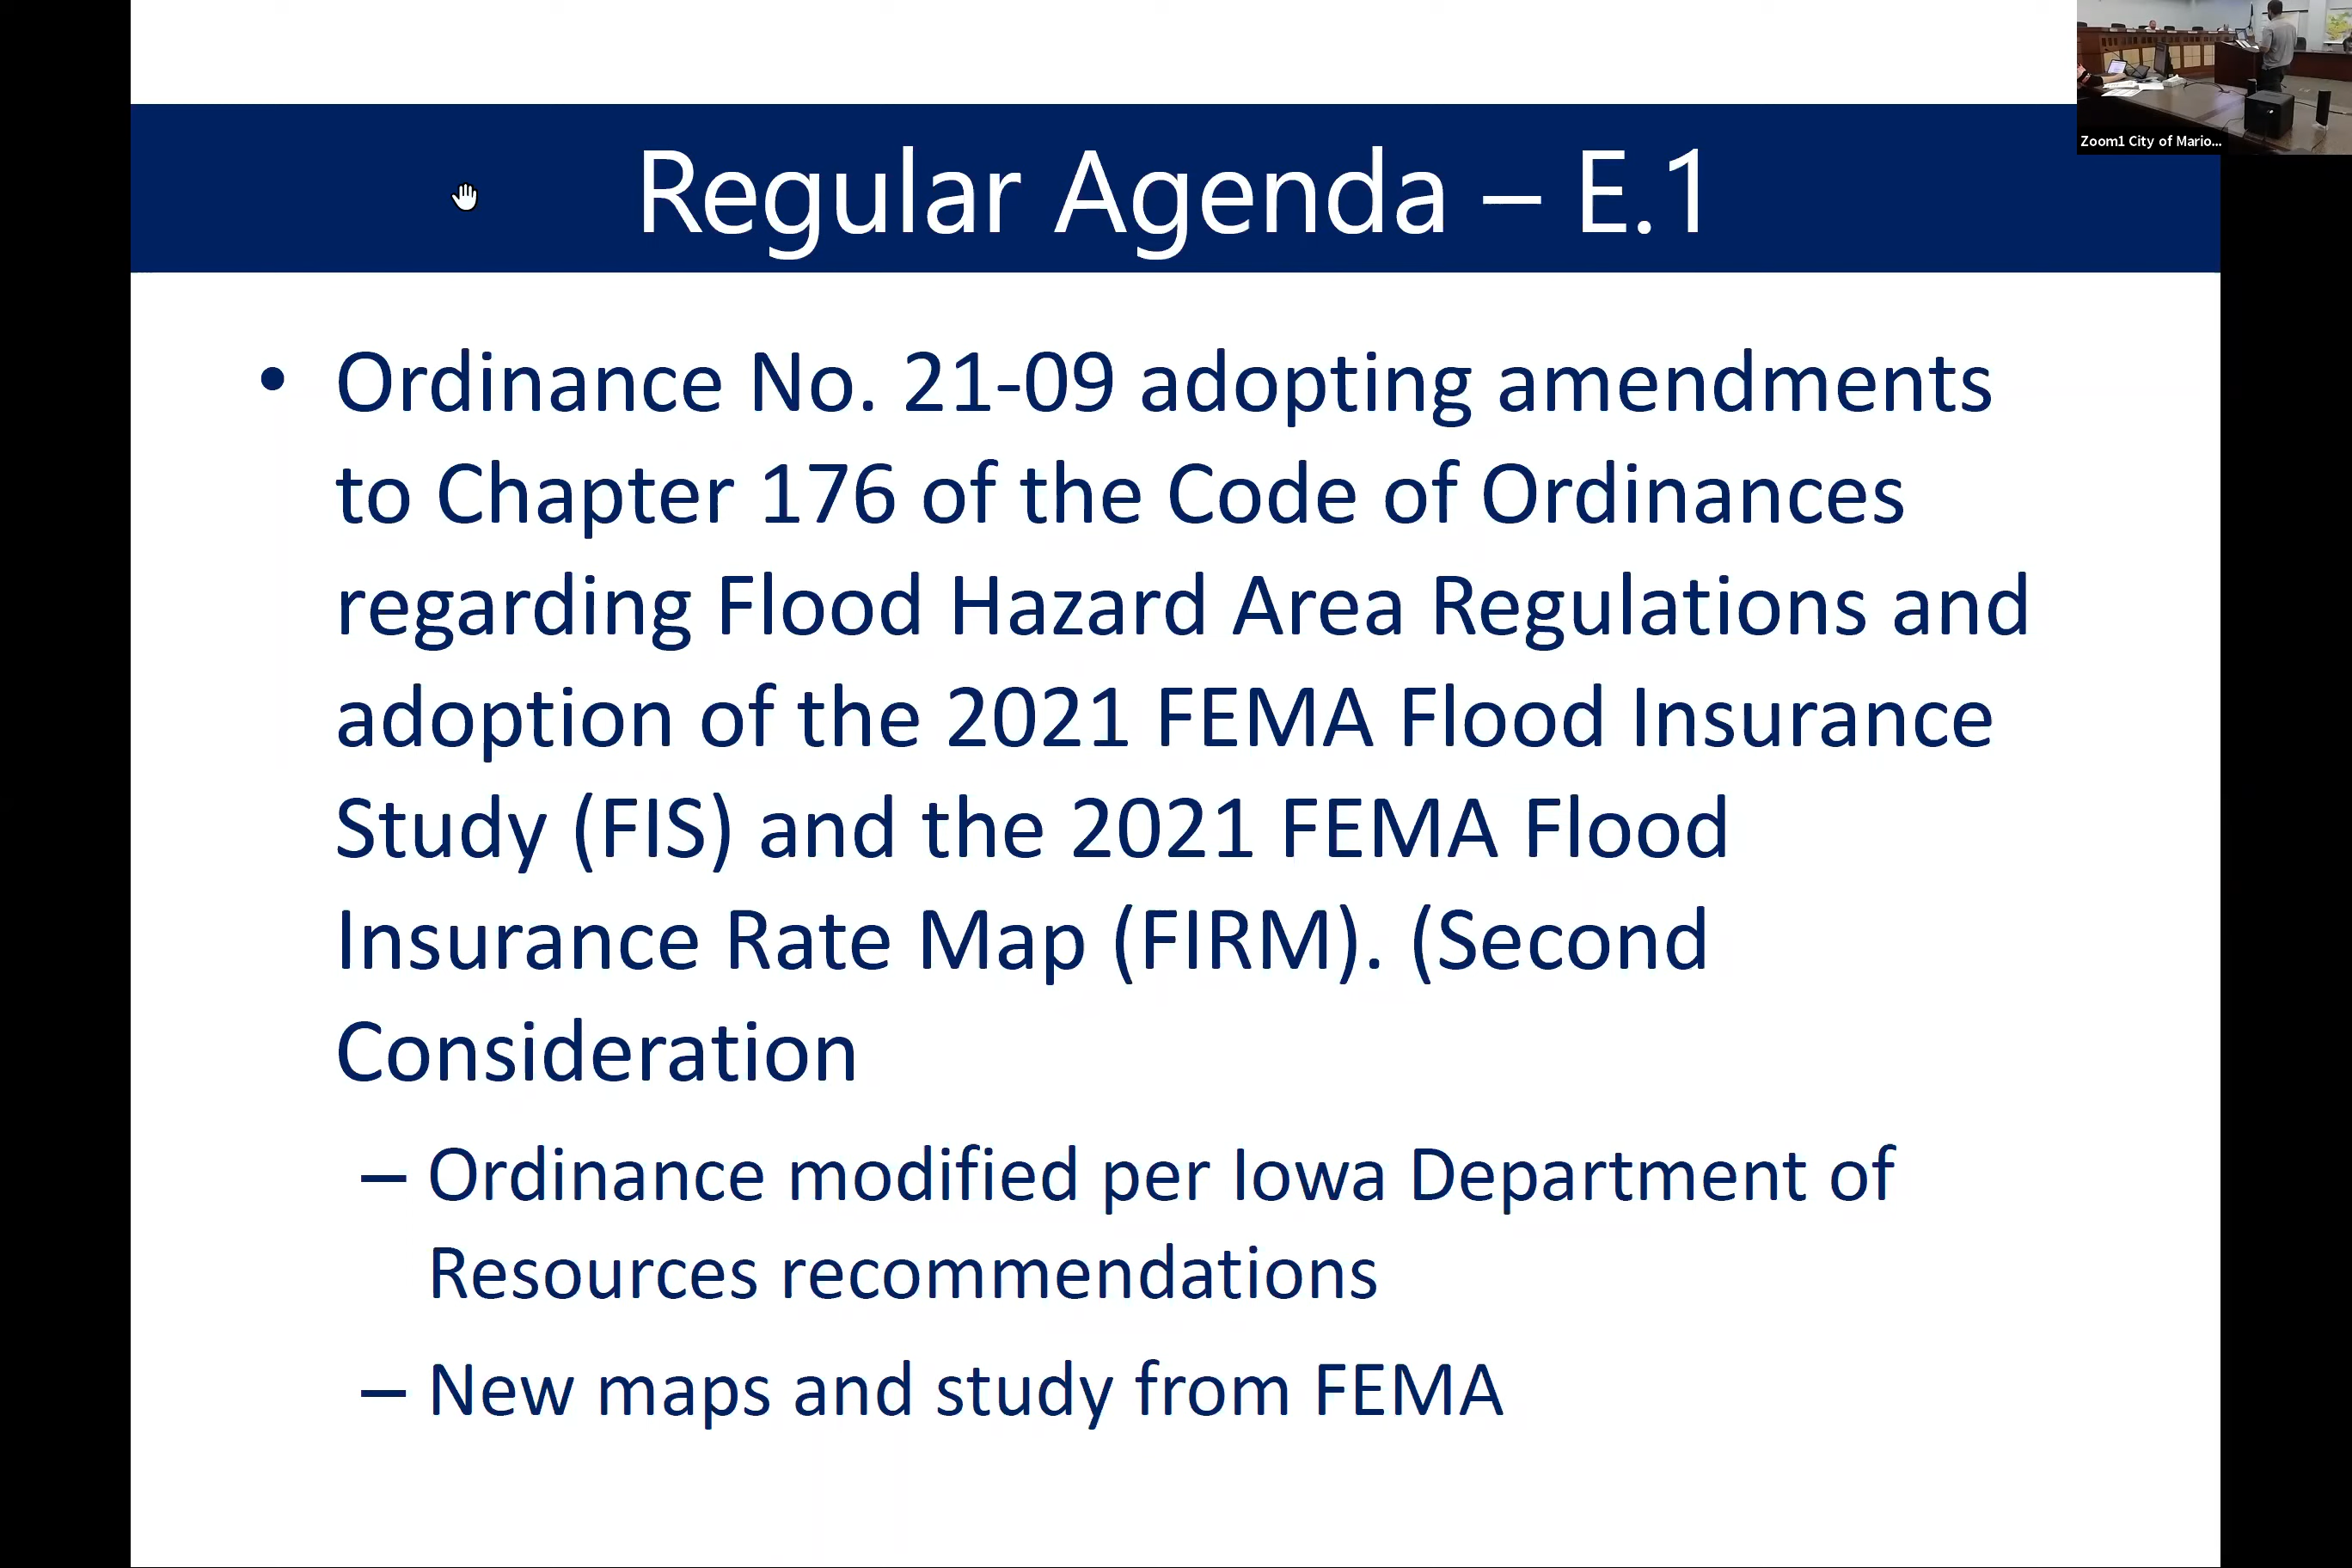 Zoom1 City of Mario...
Regular Agenda – E.1
• Ordinance No. 21-09 adopting amendments
to Chapter 176 of the Code of Ordinances
regarding Flood Hazard Area Regulations and
adoption of the 2021 FEMA Flood Insurance
Study (FIS) and the 2021 FEMA Flood
Insurance Rate Map (FIRM). (Second
Consideration
– Ordinance modified per Iowa Department of
Resources recommendations
– New maps and study from FEMA